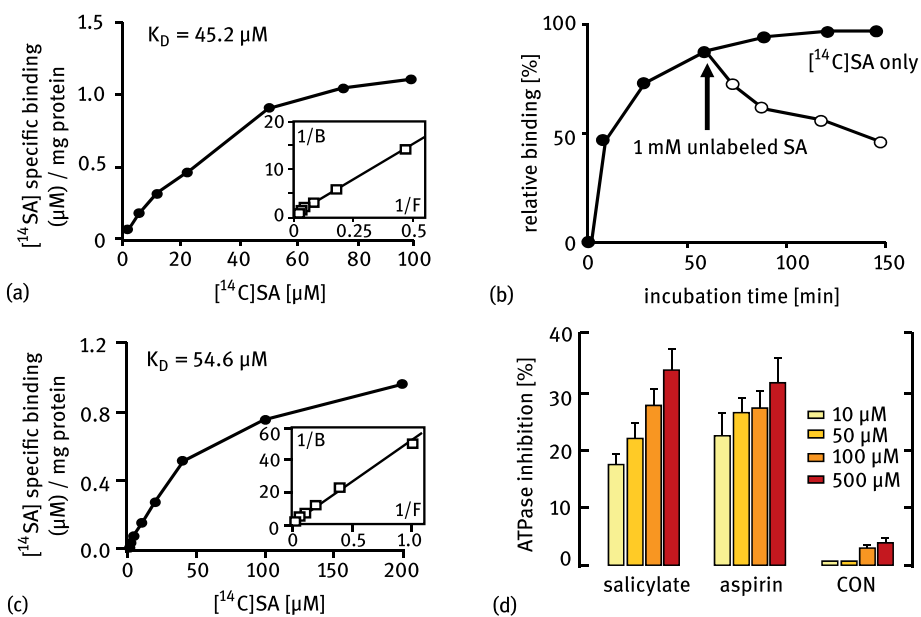 K_D = 45.2 μM
[¹⁴SA] specific binding
(μM) / mg protein
1.5
1.0
0.5
0
1/B
20
10
0
1/F
0
0.25
0.5
0
20
40
60
80
100
[¹⁴C]SA [μM]
(a)
relative binding [%]
100
50
0
[¹⁴C]SA only
1 mM unlabeled SA
0
50
100
150
incubation time [min]
(b)
K_D = 54.6 μM
[¹⁴SA] specific binding
(μM) / mg protein
1.2
0.8
0.4
0.0
1/B
60
40
20
0
1/F
0
0.5
1.0
0
50
100
150
200
[¹⁴C]SA [μM]
(c)
ATPase inhibition [%]
40
30
20
10
0
10 μM
50 μM
100 μM
500 μM
salicylate
aspirin
CON
(d)